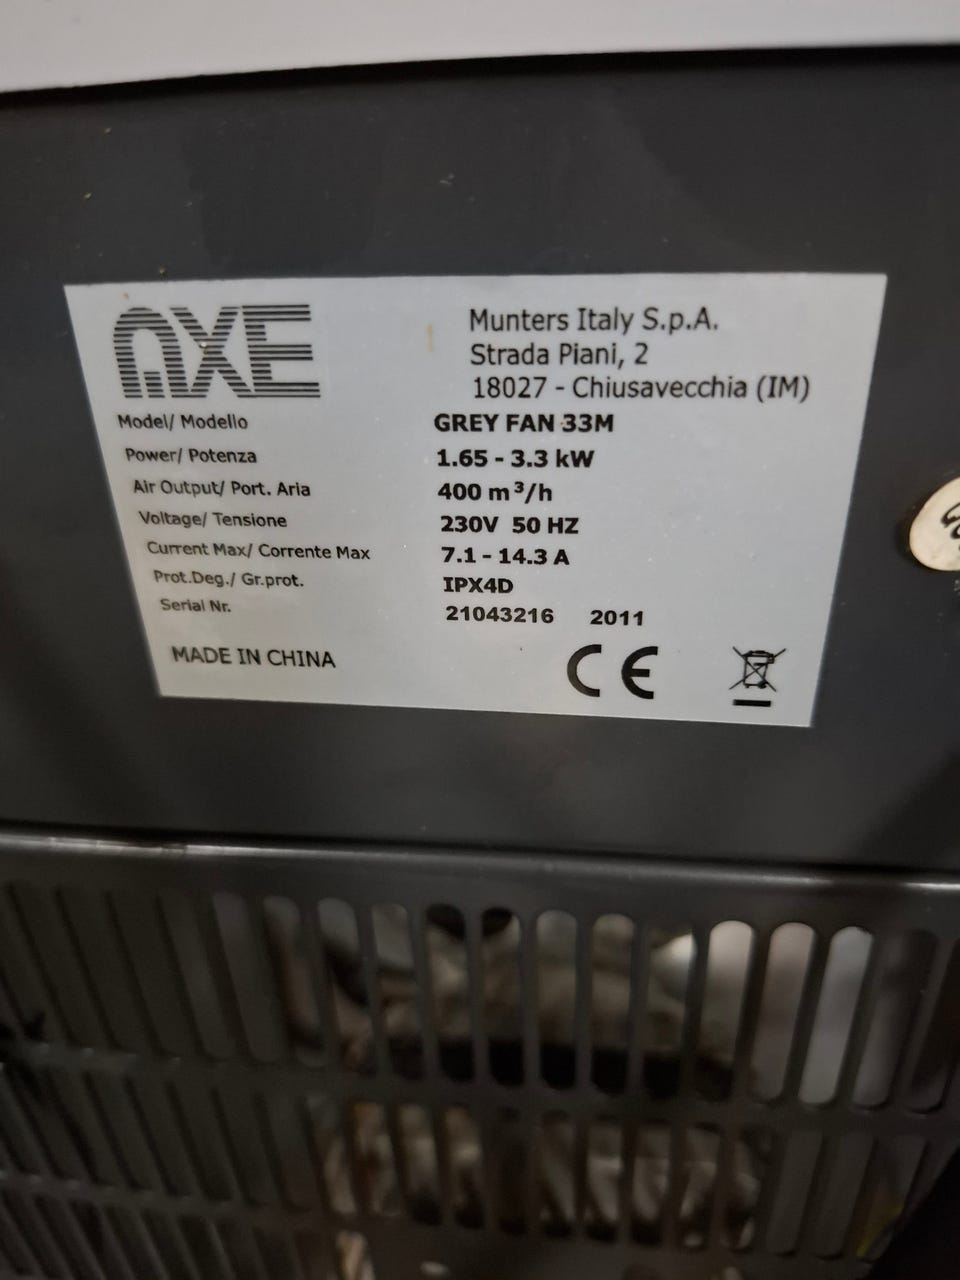 AXE
Munters Italy S.p.A.
Strada Piani, 2
18027 - Chiusavecchia (IM)
Model/ Modello GREY FAN 33M
Power/ Potenza 1.65 - 3.3 kW
Air Output/ Port. Aria 400 m³/h
Voltage/ Tensione 230V 50 HZ
Current Max/ Corrente Max 7.1 - 14.3 A
Prot.Deg./ Gr.prot. IPX4D
Serial Nr. 21043216 2011
MADE IN CHINA CE